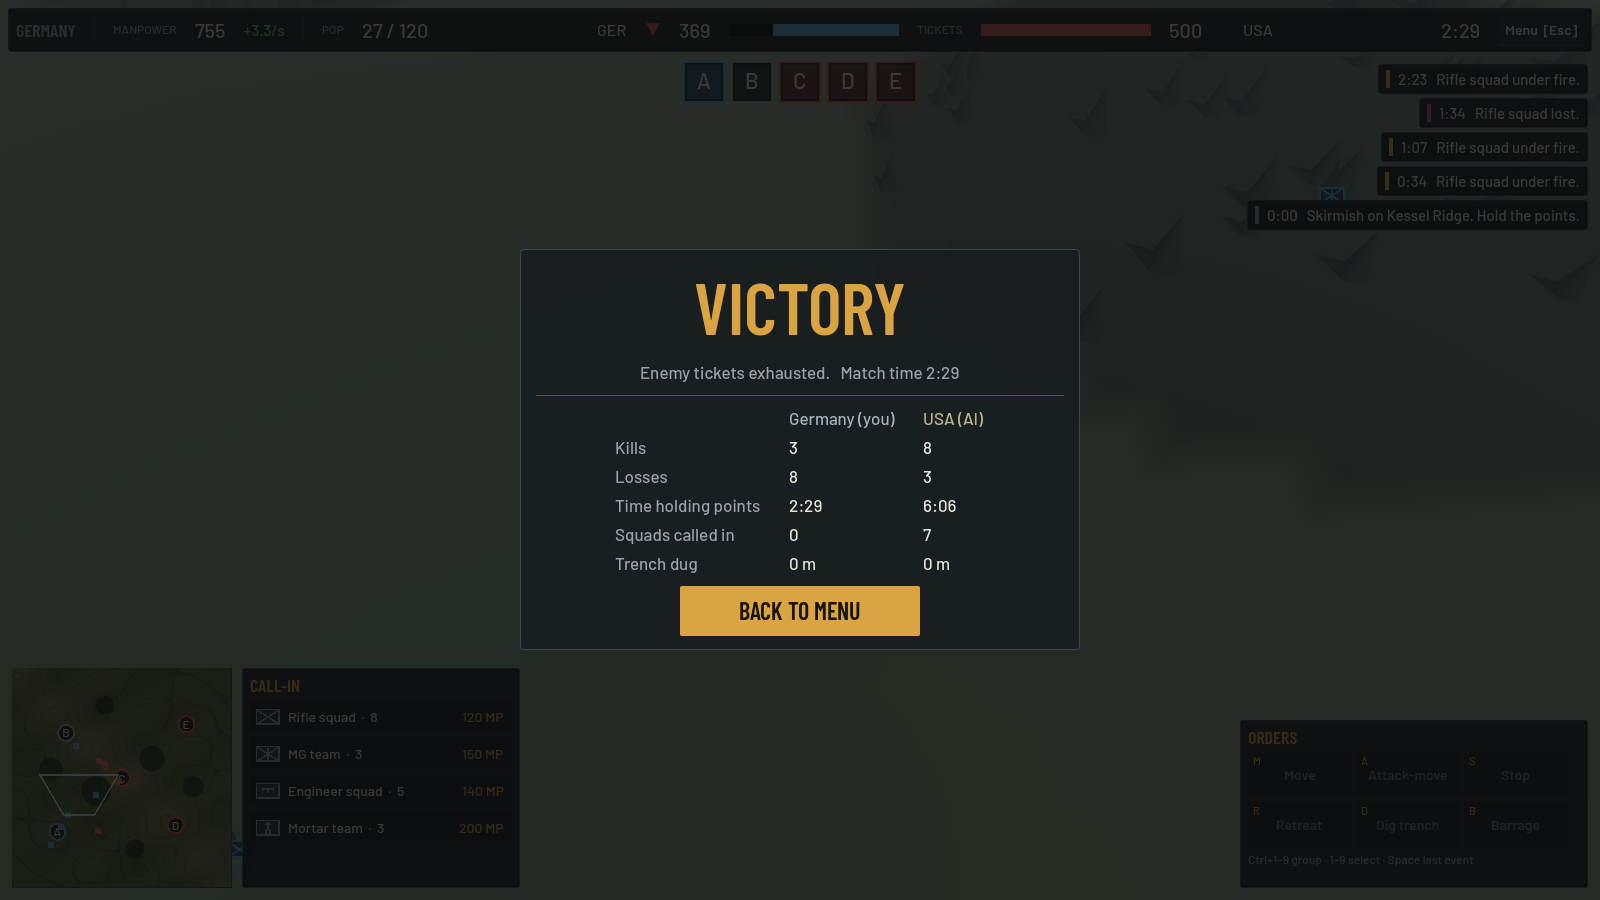 GERMANY MANPOWER 755 +3.3/s POP 27 / 120 GER 369 TICKETS 500 USA 2:29 Menu [Esc]
A B C D E
2:23 Rifle squad under fire.
1:34 Rifle squad lost.
1:07 Rifle squad under fire.
0:34 Rifle squad under fire.
0:00 Skirmish on Kessel Ridge. Hold the points.
VICTORY
Enemy tickets exhausted. Match time 2:29
Germany (you) USA (AI)
Kills 3 8
Losses 8 3
Time holding points 2:29 6:06
Squads called in 0 7
Trench dug 0 m 0 m
BACK TO MENU
B
E
C
A
D
CALL-IN
Rifle squad · 8 120 MP
MG team · 3 150 MP
Engineer squad · 5 140 MP
Mortar team · 3 200 MP
ORDERS
M Move A Attack-move S Stop
R Retreat D Dig trench B Barrage
Ctrl+1-9 group · 1-9 select · Space last event